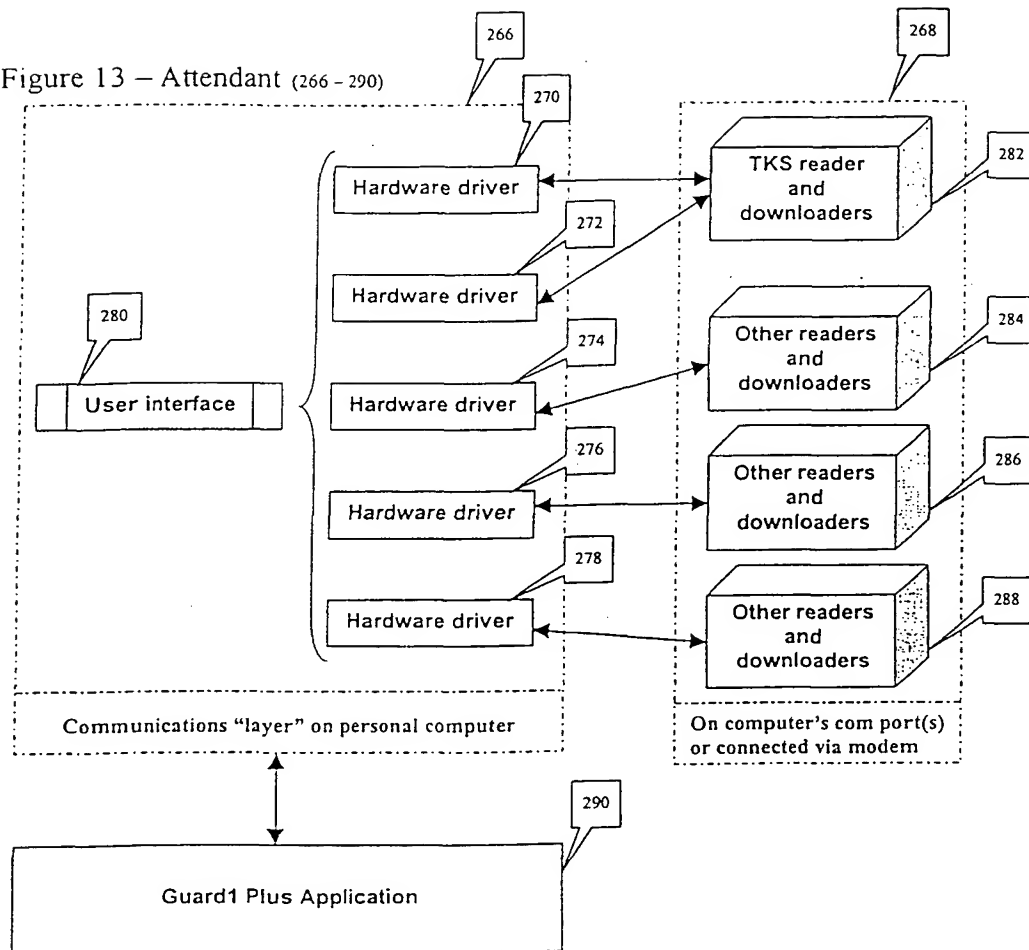 266
268
Figure 13 – Attendant (266 – 290)
270
Hardware driver
TKS reader
and
downloaders
282
272
Hardware driver
280
User interface
274
Hardware driver
Other readers
and
downloaders
284
276
Hardware driver
Other readers
and
downloaders
286
278
Hardware driver
Other readers
and
downloaders
288
Communications "layer" on personal computer
On computer's com port(s)
or connected via modem
290
Guard1 Plus Application